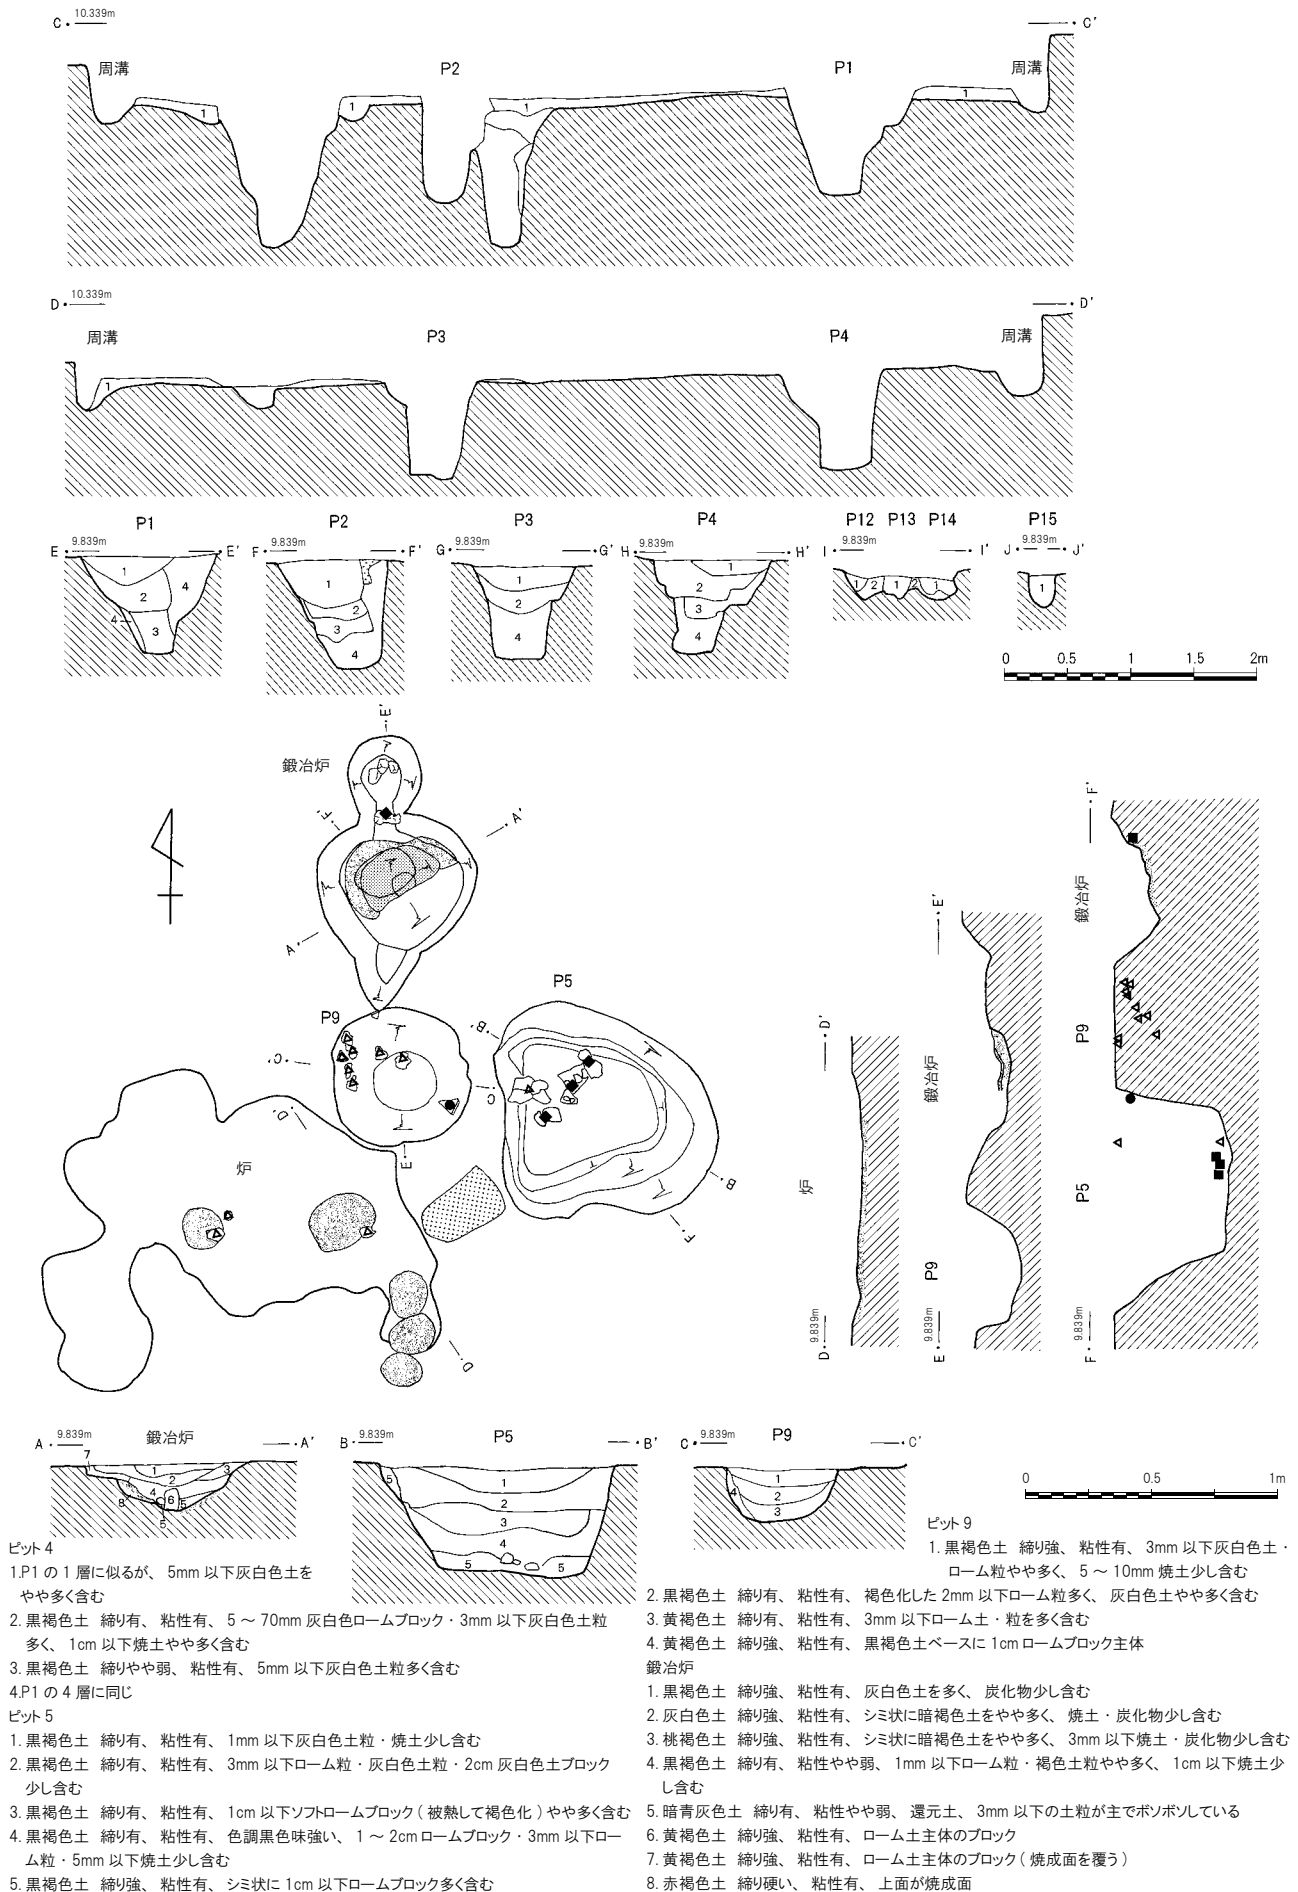 C 10.339m C'
周溝 P2 P1 周溝
1 1 1 1
D 10.339m D'
周溝 P3 P4 周溝
1
P1 P2 P3 P4 P12 P13 P14 P15
E 9.839m E' F 9.839m F' G 9.839m G' H 9.839m H' I 9.839m I' J 9.839m J'
1 2 3 4 4
1 2 3 4
1 2 3 4
1 2 3 4
1 2 1 2 1
1
0 0.5 1 1.5 2m
E'
鍛冶炉
F' A'
A
P5
P9
B'
C' C
D'
E
炉
B
F
D
F'
鍛冶炉
P9
P5
9.839m
F
E'
鍛冶炉
P9
9.839m
E
D'
炉
9.839m
D
A 9.839m 鍛冶炉 A' B 9.839m P5 B' C 9.839m P9 C'
7 1 2 3 4 8 6 5 5
5 1 2 3 4 5 5
1 2 3 4
0 0.5 1m
ピット 4
1.P1 の 1 層に似るが、 5mm 以下灰白色土を
やや多く含む
2. 黒褐色土 締り有、 粘性有、 5 ～ 70mm 灰白色ロームブロック・3mm 以下灰白色土粒
多く、 1cm 以下焼土やや多く含む
3. 黒褐色土 締りやや弱、 粘性有、 5mm 以下灰白色土粒多く含む
4.P1 の 4 層に同じ
ピット 5
1. 黒褐色土 締り有、 粘性有、 1mm 以下灰白色土粒・焼土少し含む
2. 黒褐色土 締り有、 粘性有、 3mm 以下ローム粒・灰白色土粒・2cm 灰白色土ブロック
少し含む
3. 黒褐色土 締り有、 粘性有、 1cm 以下ソフトロームブロック ( 被熱して褐色化 ) やや多く含む
4. 黒褐色土 締り有、 粘性有、 色調黒色味強い、 1 ～ 2cm ロームブロック・3mm 以下ロー
ム粒・5mm 以下焼土少し含む
5. 黒褐色土 締り強、 粘性有、 シミ状に 1cm 以下ロームブロック多く含む
ピット 9
1. 黒褐色土 締り強、 粘性有、 3mm 以下灰白色土・
ローム粒やや多く、 5 ～ 10mm 焼土少し含む
2. 黒褐色土 締り有、 粘性有、 褐色化した 2mm 以下ローム粒多く、 灰白色土やや多く含む
3. 黄褐色土 締り有、 粘性有、 3mm 以下ローム土・粒を多く含む
4. 黄褐色土 締り強、 粘性有、 黒褐色土ベースに 1cm ロームブロック主体
鍛冶炉
1. 黒褐色土 締り強、 粘性有、 灰白色土を多く、 炭化物少し含む
2. 灰白色土 締り強、 粘性有、 シミ状に暗褐色土をやや多く、 焼土・炭化物少し含む
3. 桃褐色土 締り強、 粘性有、 シミ状に暗褐色土をやや多く、 3mm 以下焼土・炭化物少し含む
4. 黒褐色土 締り有、 粘性やや弱、 1mm 以下ローム粒・褐色土粒やや多く、 1cm 以下焼土少
し含む
5. 暗青灰色土 締り有、 粘性やや弱、 還元土、 3mm 以下の土粒が主でボソボソしている
6. 黄褐色土 締り強、 粘性有、 ローム土主体のブロック
7. 黄褐色土 締り強、 粘性有、 ローム土主体のブロック ( 焼成面を覆う )
8. 赤褐色土 締り硬い、 粘性有、 上面が焼成面